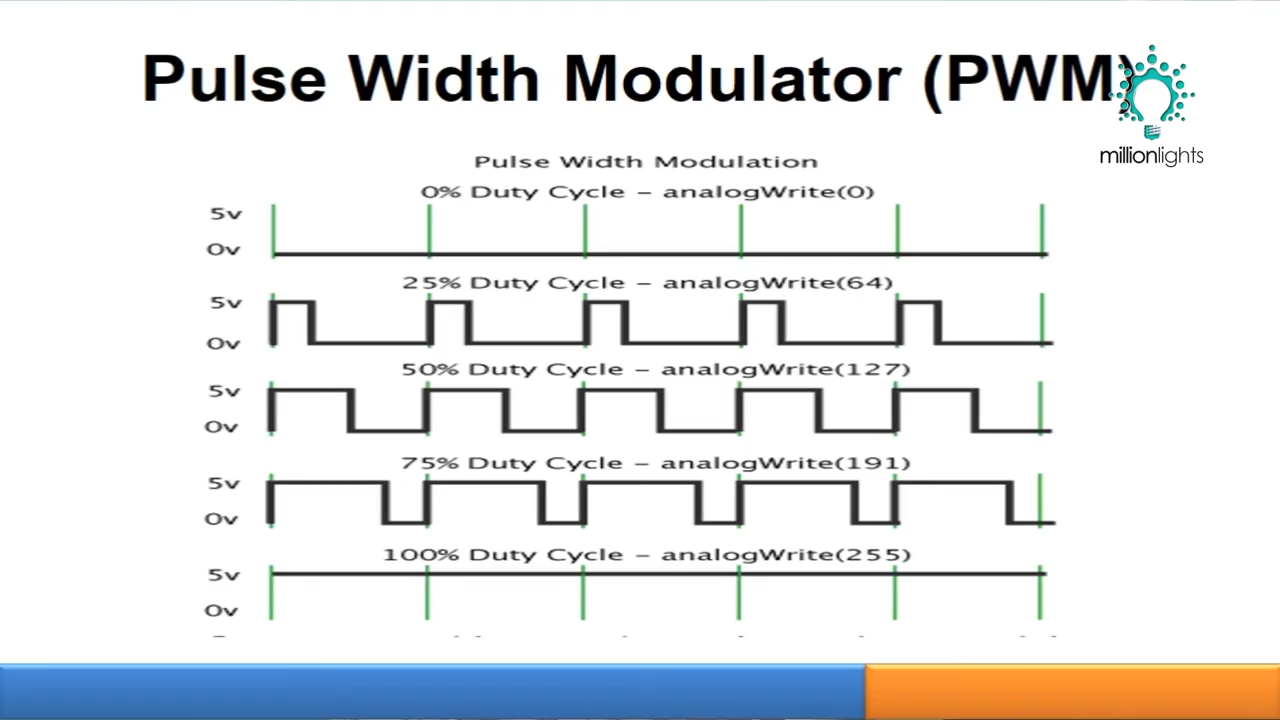 Pulse Width Modulator (PWM)
millionlights
Pulse Width Modulation
0% Duty Cycle – analogWrite(0)
5v
0v
25% Duty Cycle – analogWrite(64)
5v
0v
50% Duty Cycle – analogWrite(127)
5v
0v
75% Duty Cycle – analogWrite(191)
5v
0v
100% Duty Cycle – analogWrite(255)
5v
0v